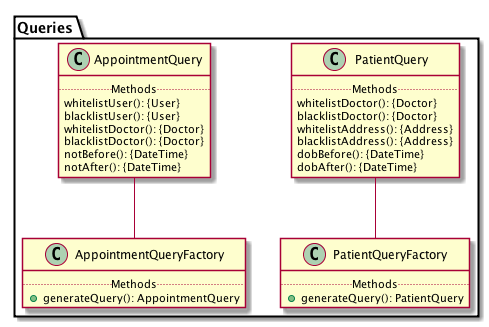 Queries
C AppointmentQuery
Methods
whitelistUser(): {User}
blacklistUser(): {User}
whitelistDoctor(): {Doctor}
blacklistDoctor(): {Doctor}
notBefore(): {DateTime}
notAfter(): {DateTime}
C PatientQuery
Methods
whitelistDoctor(): {Doctor}
blacklistDoctor(): {Doctor}
whitelistAddress(): {Address}
blacklistAddress(): {Address}
dobBefore(): {DateTime}
dobAfter(): {DateTime}
C AppointmentQueryFactory
Methods
generateQuery(): AppointmentQuery
C PatientQueryFactory
Methods
generateQuery(): PatientQuery